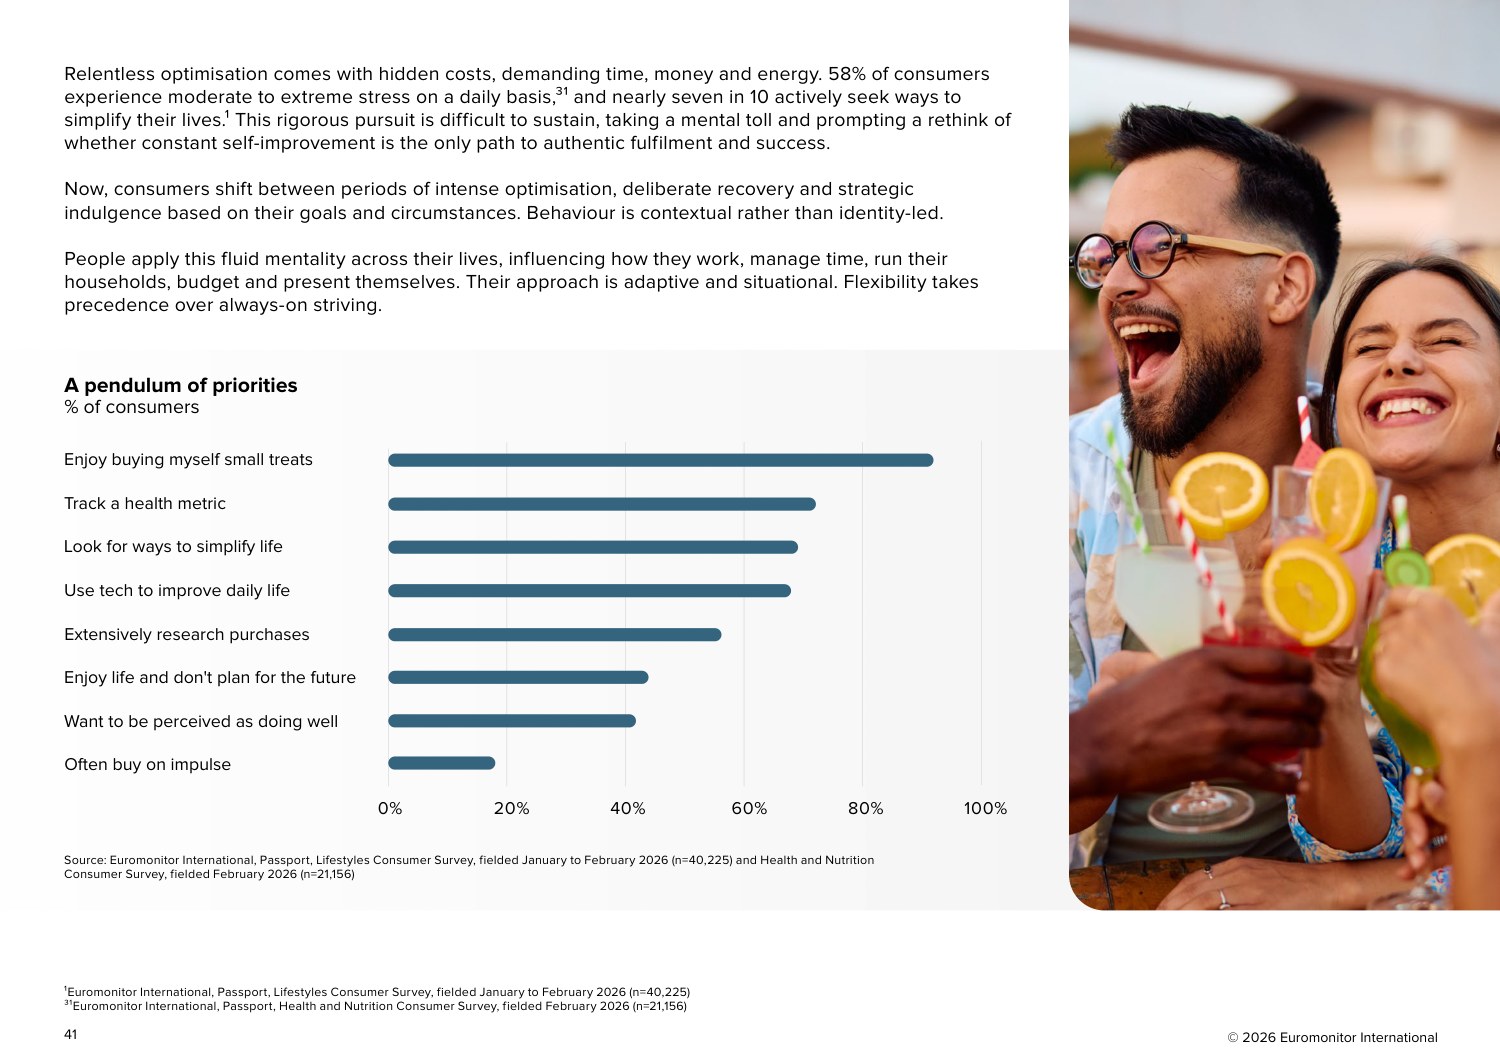 Relentless optimisation comes with hidden costs, demanding time, money and energy. 58% of consumers
experience moderate to extreme stress on a daily basis,³¹ and nearly seven in 10 actively seek ways to
simplify their lives.¹ This rigorous pursuit is difficult to sustain, taking a mental toll and prompting a rethink of
whether constant self-improvement is the only path to authentic fulfilment and success.
Now, consumers shift between periods of intense optimisation, deliberate recovery and strategic
indulgence based on their goals and circumstances. Behaviour is contextual rather than identity-led.
People apply this fluid mentality across their lives, influencing how they work, manage time, run their
households, budget and present themselves. Their approach is adaptive and situational. Flexibility takes
precedence over always-on striving.
A pendulum of priorities
% of consumers
Enjoy buying myself small treats
Track a health metric
Look for ways to simplify life
Use tech to improve daily life
Extensively research purchases
Enjoy life and don't plan for the future
Want to be perceived as doing well
Often buy on impulse
0% 20% 40% 60% 80% 100%
Source: Euromonitor International, Passport, Lifestyles Consumer Survey, fielded January to February 2026 (n=40,225) and Health and Nutrition
Consumer Survey, fielded February 2026 (n=21,156)
¹Euromonitor International, Passport, Lifestyles Consumer Survey, fielded January to February 2026 (n=40,225)
³¹Euromonitor International, Passport, Health and Nutrition Consumer Survey, fielded February 2026 (n=21,156)
41
© 2026 Euromonitor International